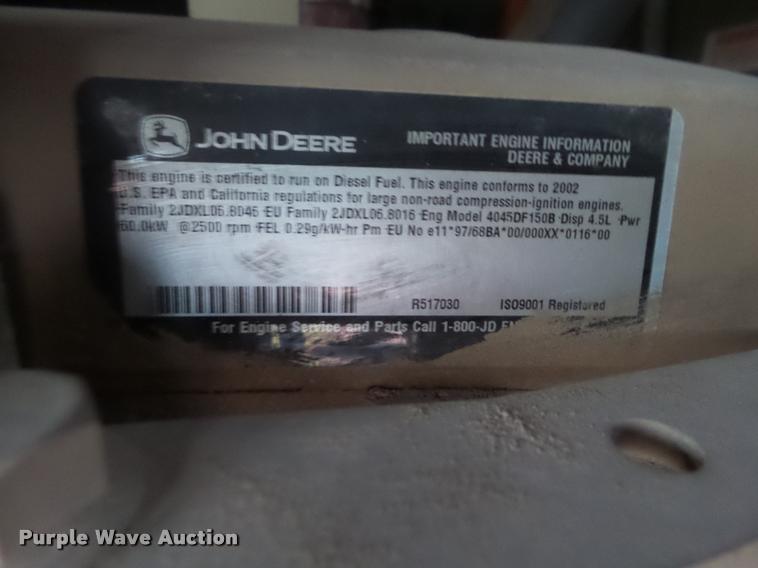 JOHN DEERE
IMPORTANT ENGINE INFORMATION
DEERE & COMPANY
This engine is certified to run on Diesel Fuel. This engine conforms to 2002
U.S. EPA and California regulations for large non-road compression-ignition engines.
Family 2JDXL06.8045 EU Family 2JDXL06.8016 Eng Model 4045DF150B Disp 4.5L Pwr
60.0kW @2500 rpm FEL 0.29g/kW-hr Pm EU No e11*97/68BA*00/000XX*0116*00
R517030 ISO9001 Registered
For Engine Service and Parts Call 1-800-JD
Purple Wave Auction